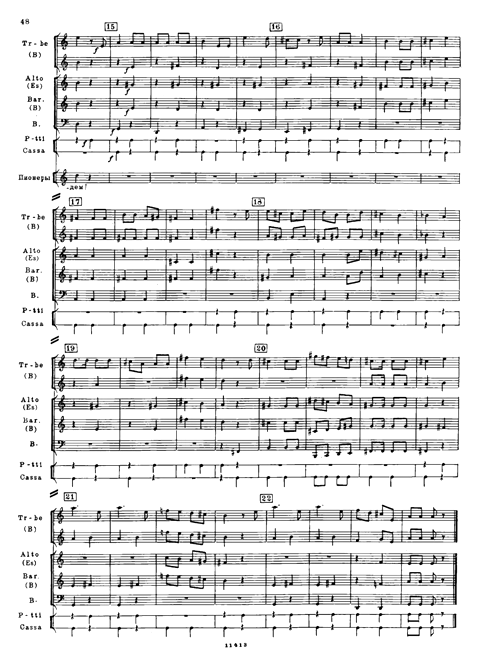 48
15 16
Tr-be
(B)
f
Alto
(Es)
f
Bar.
(B)
f
B.
P-tti
f
Cassa
f
Пионеры
-дем!
17 18
Tr-be
(B)
Alto
(Es)
Bar.
(B)
B.
P-tti
Cassa
19 20
Tr-be
(B)
Alto
(Es)
Bar.
(B)
B.
P-tti
Cassa
21 22
Tr-be
(B)
Alto
(Es)
Bar.
(B)
B.
P-tti
Cassa
11413